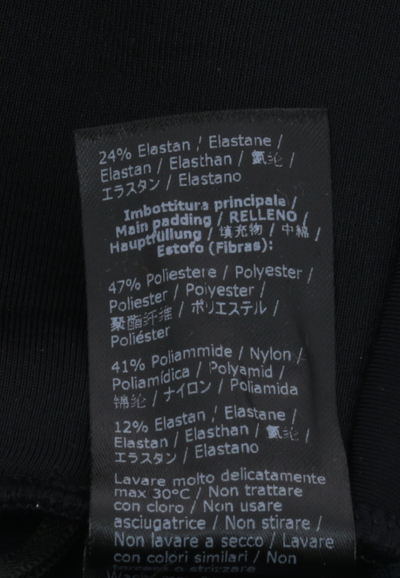 24% Elastan / Elastane /
Elastan / Elasthan / 氨纶 /
エラスタン / Elastano
Imbottitura principale /
Main padding / RELLENO /
Hauptfüllung / 填充物 / 中綿 /
Estofo (Fibras):
47% Poliestere / Polyester /
Poliester / Polyester /
聚酯纤维 / ポリエステル /
Poliéster
41% Poliammide / Nylon /
Poliamídica / Polyamid /
锦纶 / ナイロン / Poliamida
12% Elastan / Elastane /
Elastan / Elasthan / 氨纶 /
エラスタン / Elastano
Lavare molto delicatamente
max 30°C / Non trattare
con cloro / Non usare
asciugatrice / Non stirare /
Non lavare a secco / Lavare
con colori similari / Non
torcere o strizzare